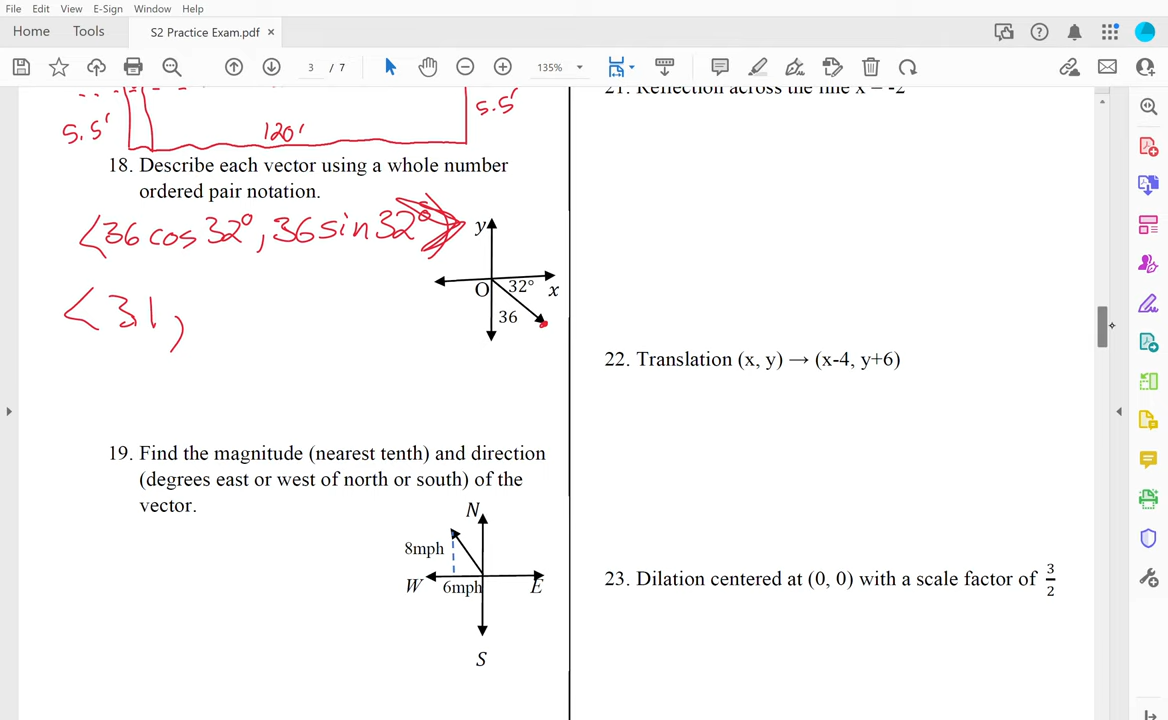 File Edit View E-Sign Window Help
Home Tools S2 Practice Exam.pdf ×
3 / 7 135%
5.5'
120'
5.5'
18. Describe each vector using a whole number
ordered pair notation.
<36 cos 32°, 36 sin 32°>
y
O 32° x
36
<31,
19. Find the magnitude (nearest tenth) and direction
(degrees east or west of north or south) of the
vector.
N
8mph
W 6mph E
S
21. Reflection across the line x = -2
22. Translation (x, y) → (x-4, y+6)
23. Dilation centered at (0, 0) with a scale factor of 3/2